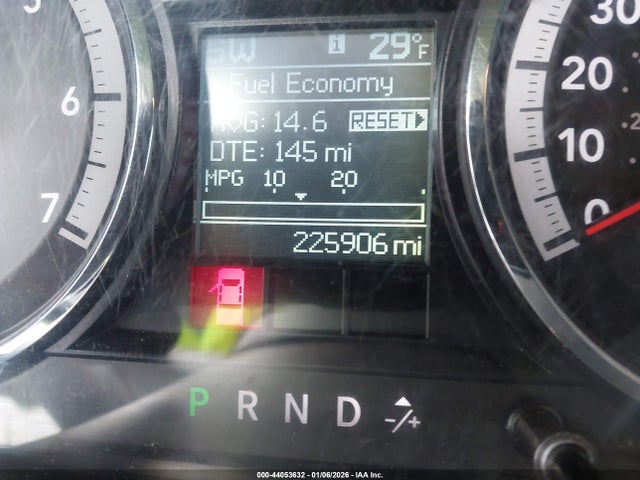 5
6
7
SW i 29°F
Fuel Economy
AVG: 14.6 RESET
DTE: 145 mi
MPG 10 20
225906 mi
30
20
10
0
P R N D -/+
000-44053632 - 01/06/2026 - IAA Inc.